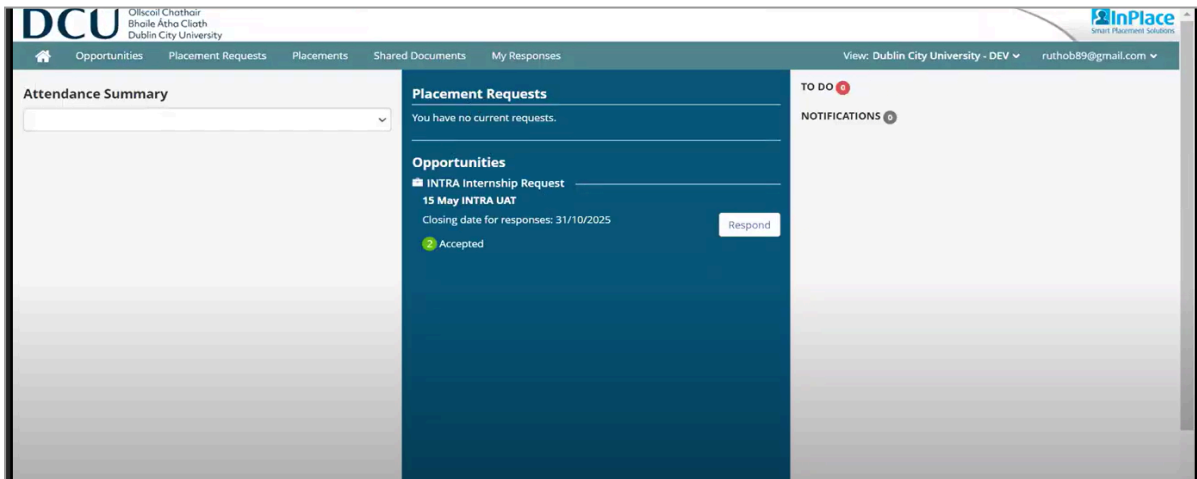 DCU
Ollscoil Chathair
Bhaile Átha Cliath
Dublin City University
InPlace
Smart Placement Solutions
Opportunities Placement Requests Placements Shared Documents My Responses View: Dublin City University - DEV ruthob89@gmail.com
Attendance Summary
Placement Requests
You have no current requests.
Opportunities
INTRA Internship Request
15 May INTRA UAT
Closing date for responses: 31/10/2025
Respond
2 Accepted
TO DO 0
NOTIFICATIONS 0